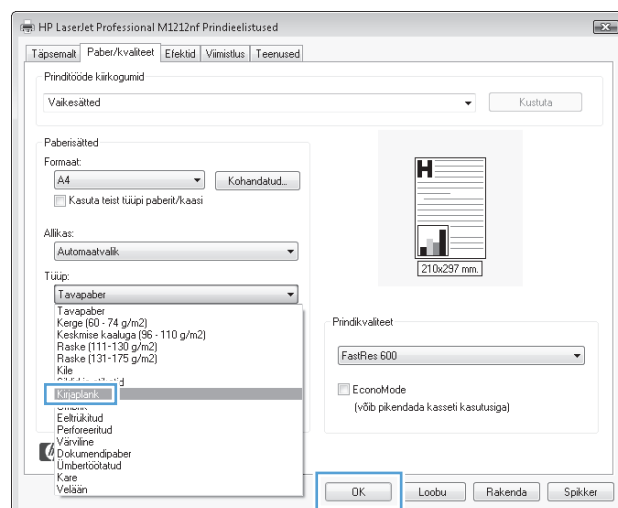 HP LaserJet Professional M1212nf Prindieelistused
Täpsemalt Paber/kvaliteet Efektid Viimistlus Teenused
Prinditööde kiirkogumid
Vaikesätted
Kustuta
Paberisätted
Formaat:
A4
Kohandatud...
Kasuta teist tüüpi paberit/kaasi
Allikas:
Automaatvalik
Tüüp:
Tavapaber
Tavapaber
Kerge (60 - 74 g/m2)
Keskmise kaaluga (96 - 110 g/m2)
Raske (111-130 g/m2)
Raske (131-175 g/m2)
Kile
Kirjaplank
Eeltrükitud
Perforeeritud
Värviline
Dokumendipaber
Ümbertöötatud
Kare
Velään
H
210x297 mm.
Prindikvaliteet
FastRes 600
EconoMode
(võib pikendada kasseti kasutusiga)
OK Loobu Rakenda Spikker